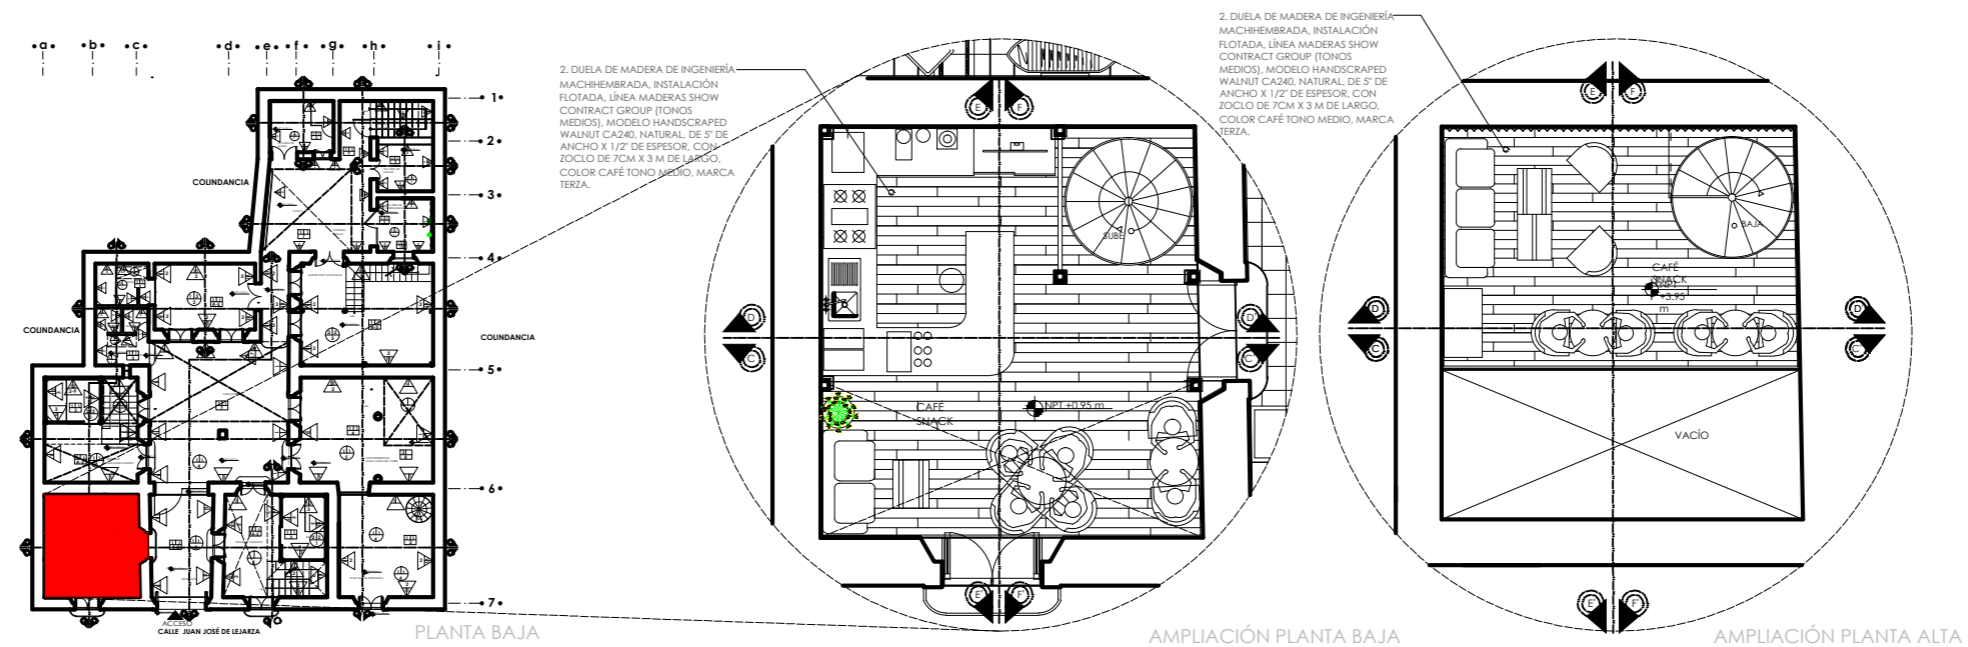 •a•
•b•
•c•
•d•
•e•
•f•
•g•
•h•
•i•
•1•
•2•
•3•
•4•
•5•
•6•
•7•
COLINDANCIA
COLINDANCIA
COLINDANCIA
ACCESO
CALLE JUAN JOSÉ DE LEJARZA
PLANTA BAJA
2. DUELA DE MADERA DE INGENIERÍA
MACHIHEMBRADA, INSTALACIÓN
FLOTADA, LÍNEA MADERAS SHOW
CONTRACT GROUP (TONOS
MEDIOS), MODELO HANDSCRAPED
WALNUT CA240, NATURAL, DE 5" DE
ANCHO X 1/2" DE ESPESOR, CON
ZOCLO DE 7CM X 3 M DE LARGO,
COLOR CAFÉ TONO MEDIO, MARCA
TERZA.
E
F
SUBE
D
C
D
C
CAFÉ
SNACK
NPT +0.95 m
E'
F'
AMPLIACIÓN PLANTA BAJA
2. DUELA DE MADERA DE INGENIERÍA
MACHIHEMBRADA, INSTALACIÓN
FLOTADA, LÍNEA MADERAS SHOW
CONTRACT GROUP (TONOS
MEDIOS), MODELO HANDSCRAPED
WALNUT CA240, NATURAL, DE 5" DE
ANCHO X 1/2" DE ESPESOR, CON
ZOCLO DE 7CM X 3 M DE LARGO,
COLOR CAFÉ TONO MEDIO, MARCA
TERZA.
E
F
BAJA
CAFÉ
SNACK
NPT
+3.95
m
D
C
D
C
VACÍO
E'
F'
AMPLIACIÓN PLANTA ALTA